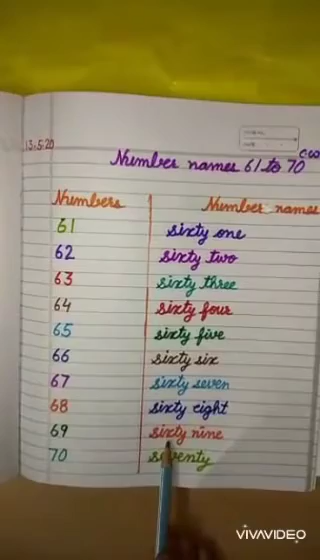 13.5.20
Number names 61 to 70
C.W
Numbers Number names
61 sixty one
62 sixty two
63 sixty three
64 sixty four
65 sixty five
66 sixty six
67 sixty seven
68 sixty eight
69 sixty nine
70 seventy
VIVAVIDEO